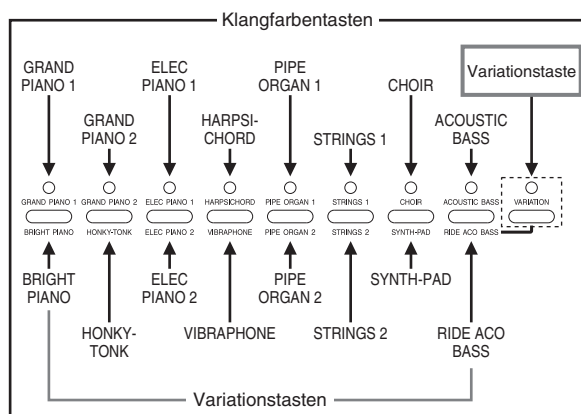 Klangfarbentasten
GRAND
PIANO 1
ELEC
PIANO 1
PIPE
ORGAN 1
CHOIR
Variationstaste
GRAND
PIANO 2
HARPSI-
CHORD
STRINGS 1
ACOUSTIC
BASS
GRAND PIANO 1
GRAND PIANO 2
ELEC PIANO 1
HARPSICHORD
PIPE ORGAN 1
STRINGS 1
CHOIR
ACOUSTIC BASS
VARIATION
BRIGHT PIANO
HONKY-TONK
ELEC PIANO 2
VIBRAPHONE
PIPE ORGAN 2
STRINGS 2
SYNTH-PAD
RIDE ACO BASS
BRIGHT
PIANO
ELEC
PIANO 2
PIPE
ORGAN 2
SYNTH-PAD
HONKY-
TONK
VIBRAPHONE
STRINGS 2
RIDE ACO
BASS
Variationstasten